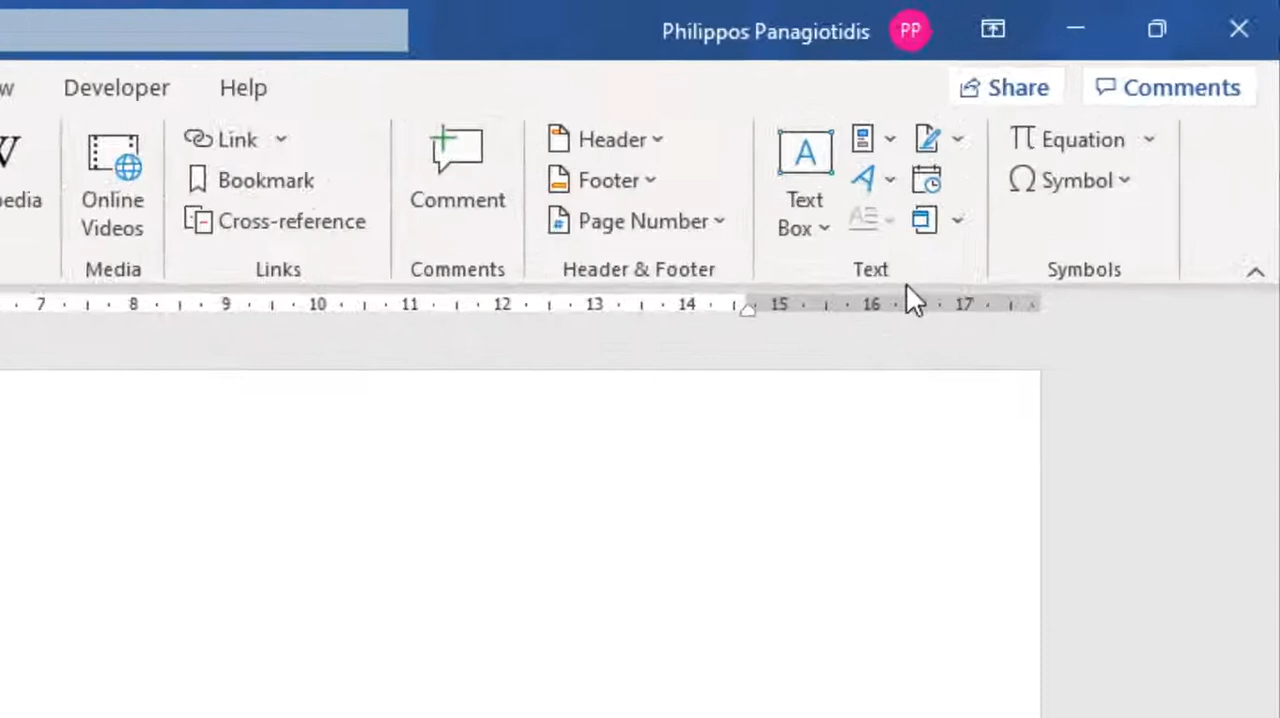 Philippos Panagiotidis PP
w Developer Help Share Comments
Link
Bookmark
Cross-reference
Links
pedia
Online
Videos
Media
Comment
Comments
Header
Footer
Page Number
Header & Footer
A
Text
Box
Text
Equation
Symbol
Symbols
7 8 9 10 11 12 13 14 15 16 17